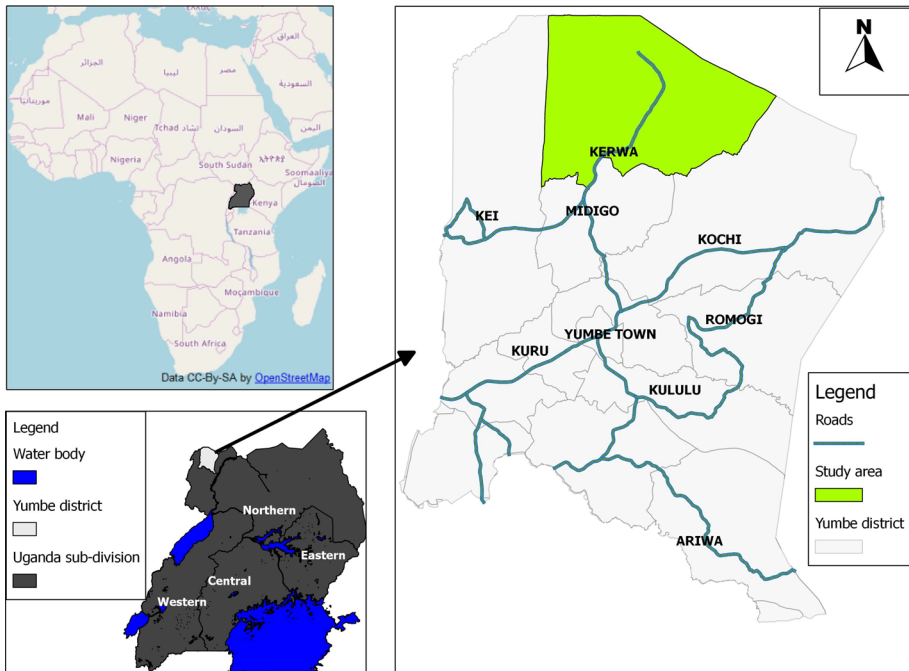 العراق
الجزائر
ليبيا
مصر
السعودية
موريتانيا
Mali
Niger
Tchad تشاد
السودان
اليمن
Nigeria
South Sudan
ኢትዮጵያ
Soomaaliya
الصومال
Kenya
Tanzania
Angola
Moçambique
Namibia
South Africa
Data CC-By-SA by OpenStreetMap
Legend
Water body
Yumbe district
Uganda sub-division
Northern
Eastern
Central
Western
N
KERWA
KEI
MIDIGO
KOCHI
ROMOGI
YUMBE TOWN
KURU
KULULU
ARIWA
Legend
Roads
Study area
Yumbe district